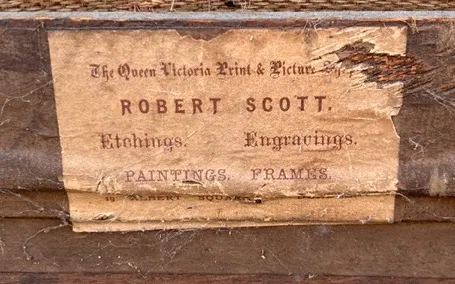 The Queen Victoria Print & Picture
ROBERT SCOTT.
Etchings. Engravings.
PAINTINGS, FRAMES.
ALBERT SQUARE